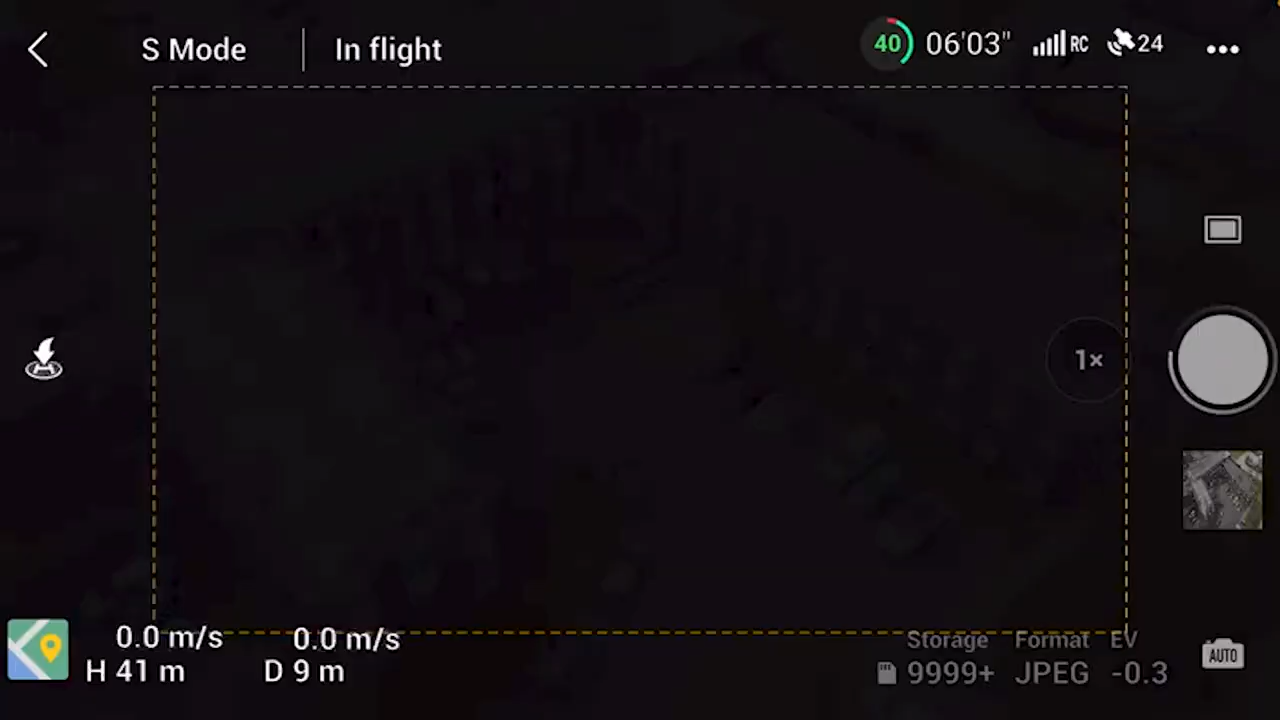 S Mode
In flight
40
06'03"
RC
24
1×
0.0 m/s
0.0 m/s
H 41 m
D 9 m
Storage
Format
EV
9999+
JPEG
-0.3
AUTO